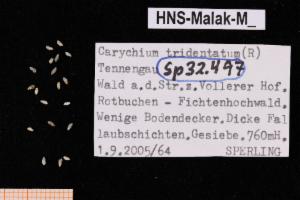 HNS-Malak-M_
Carychium tridentatum(R)
Tennengau Sp32.497
Wald a.d.Str.z.Vollerer Hof.
Rotbuchen - Fichtenhochwald.
Wenige Bodendecker.Dicke Fal
laubschichten.Gesiebe.760mH.
1.9.2005/64 SPERLING